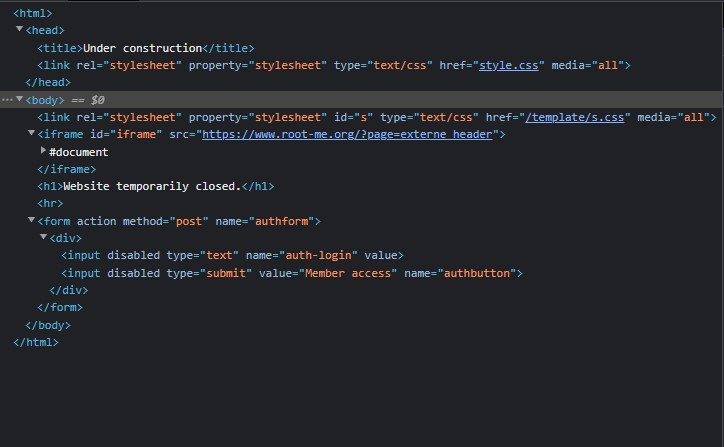 <html>
<head>
<title>Under construction</title>
<link rel="stylesheet" property="stylesheet" type="text/css" href="style.css" media="all">
</head>
··· <body> == $0
<link rel="stylesheet" property="stylesheet" id="s" type="text/css" href="/template/s.css" media="all">
<iframe id="iframe" src="https://www.root-me.org/?page=externe_header">
#document
</iframe>
<h1>Website temporarily closed.</h1>
<hr>
<form action method="post" name="authform">
<div>
<input disabled type="text" name="auth-login" value>
<input disabled type="submit" value="Member access" name="authbutton">
</div>
</form>
</body>
</html>